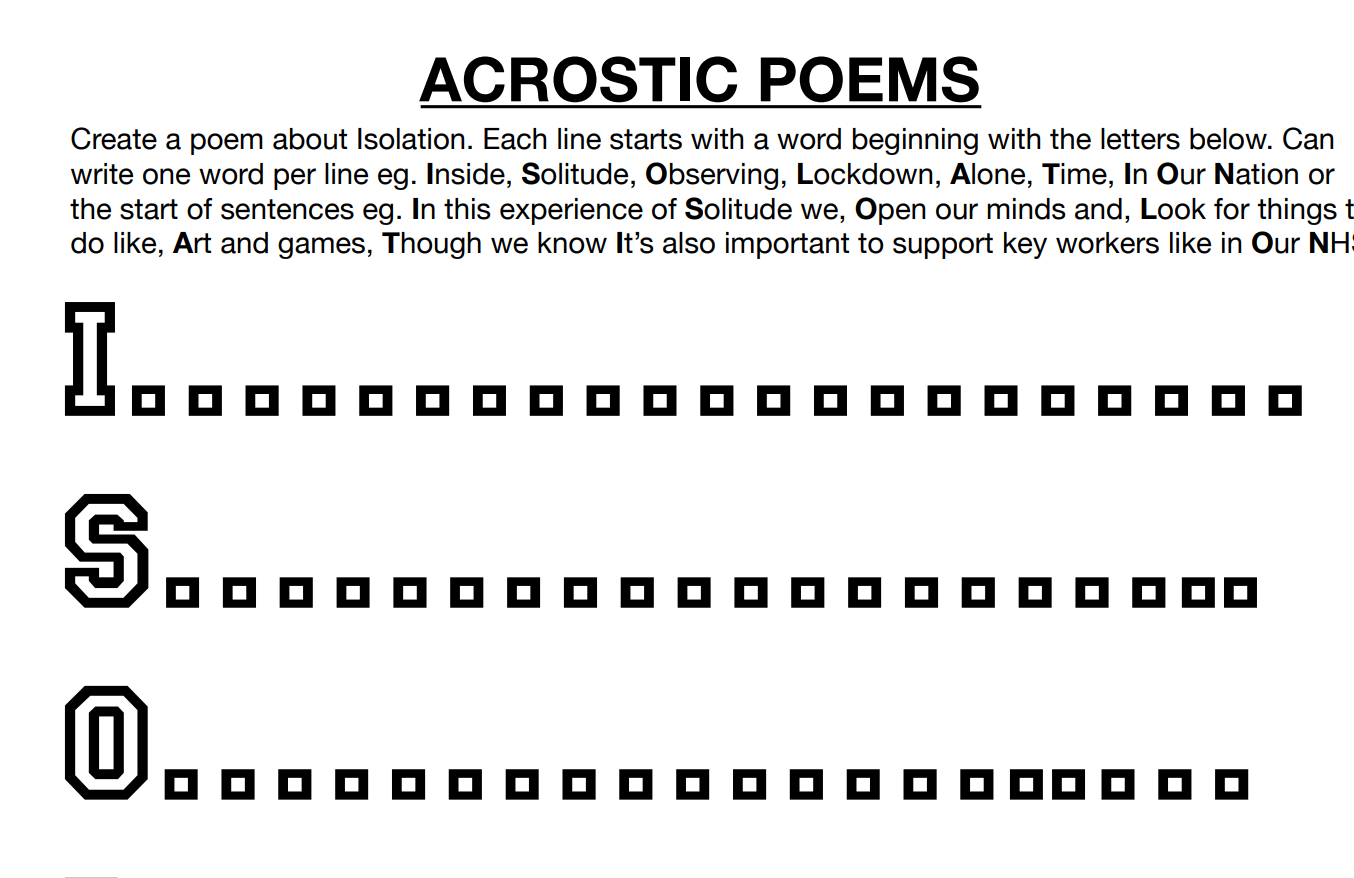 ACROSTIC POEMS
Create a poem about Isolation. Each line starts with a word beginning with the letters below. Can
write one word per line eg. Inside, Solitude, Observing, Lockdown, Alone, Time, In Our Nation or
the start of sentences eg. In this experience of Solitude we, Open our minds and, Look for things t
do like, Art and games, Though we know It’s also important to support key workers like in Our NHS
I.....................
S....................
O....................